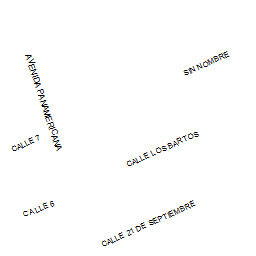 SIN NOMBRE
AVENIDA PANAMERICANA
CALLE 7
CALLE LOS BARTOS
CALLE 6
CALLE 21 DE SEPTIEMBRE